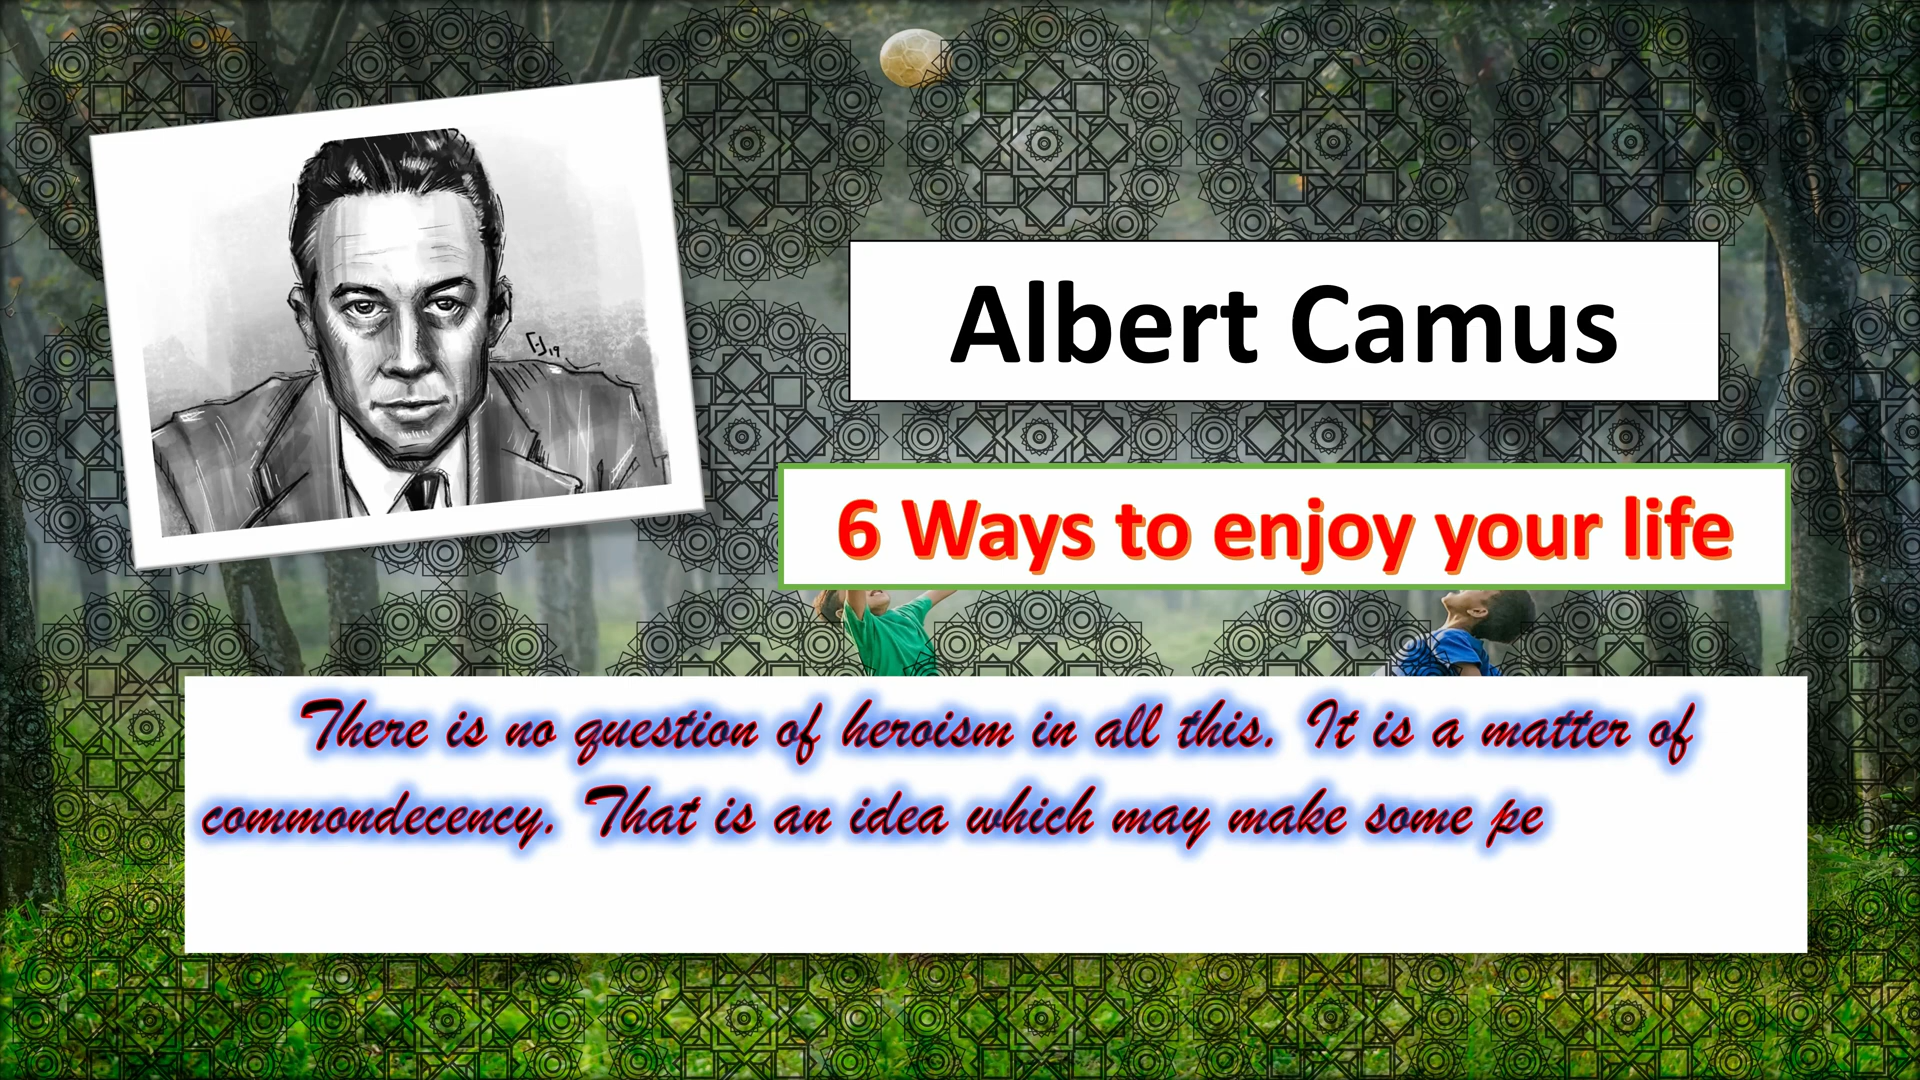 Albert Camus
6 Ways to enjoy your life
There is no question of heroism in all this. It is a matter of
commondecency. That is an idea which may make some pe